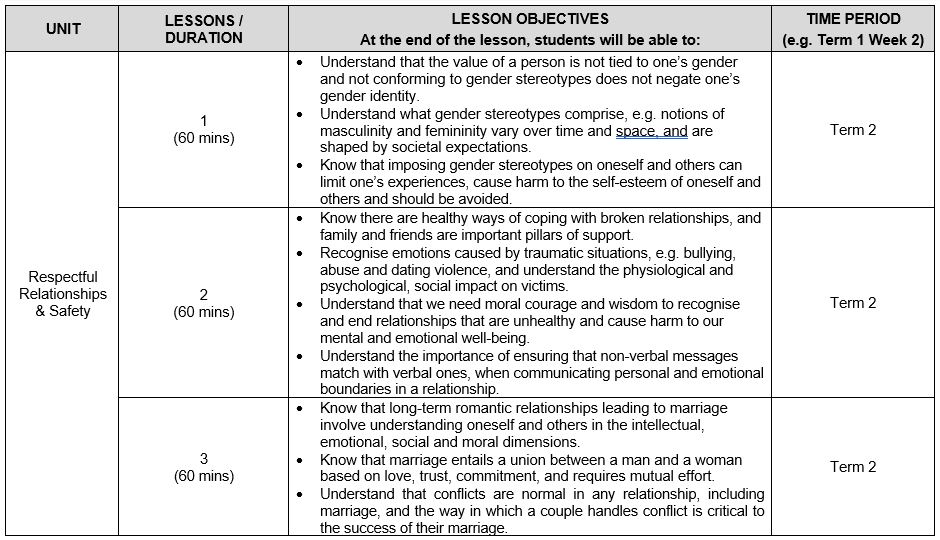 UNIT
LESSONS /
DURATION
LESSON OBJECTIVES
At the end of the lesson, students will be able to:
TIME PERIOD
(e.g. Term 1 Week 2)
Respectful
Relationships
& Safety
1
(60 mins)
• Understand that the value of a person is not tied to one’s gender
and not conforming to gender stereotypes does not negate one’s
gender identity.
• Understand what gender stereotypes comprise, e.g. notions of
masculinity and femininity vary over time and space, and are
shaped by societal expectations.
• Know that imposing gender stereotypes on oneself and others can
limit one’s experiences, cause harm to the self-esteem of oneself and
others and should be avoided.
Term 2
2
(60 mins)
• Know there are healthy ways of coping with broken relationships, and
family and friends are important pillars of support.
• Recognise emotions caused by traumatic situations, e.g. bullying,
abuse and dating violence, and understand the physiological and
psychological, social impact on victims.
• Understand that we need moral courage and wisdom to recognise
and end relationships that are unhealthy and cause harm to our
mental and emotional well-being.
• Understand the importance of ensuring that non-verbal messages
match with verbal ones, when communicating personal and emotional
boundaries in a relationship.
Term 2
3
(60 mins)
• Know that long-term romantic relationships leading to marriage
involve understanding oneself and others in the intellectual,
emotional, social and moral dimensions.
• Know that marriage entails a union between a man and a woman
based on love, trust, commitment, and requires mutual effort.
• Understand that conflicts are normal in any relationship, including
marriage, and the way in which a couple handles conflict is critical to
the success of their marriage.
Term 2